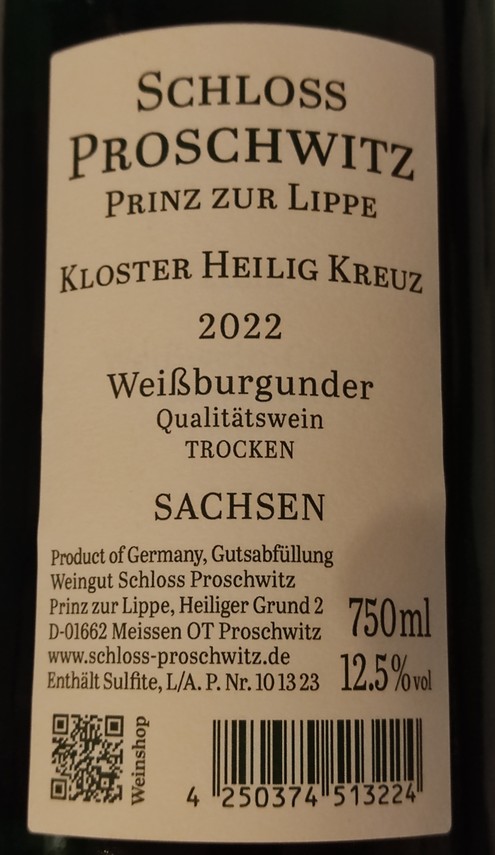 SCHLOSS
PROSCHWITZ
PRINZ ZUR LIPPE
KLOSTER HEILIG KREUZ
2022
Weißburgunder
Qualitätswein
TROCKEN
SACHSEN
Product of Germany, Gutsabfüllung
Weingut Schloss Proschwitz
Prinz zur Lippe, Heiliger Grund 2
D-01662 Meissen OT Proschwitz
www.schloss-proschwitz.de
Enthält Sulfite, L/A. P. Nr. 10 13 23
750ml
12.5%vol
Weinshop
4 250374 513224